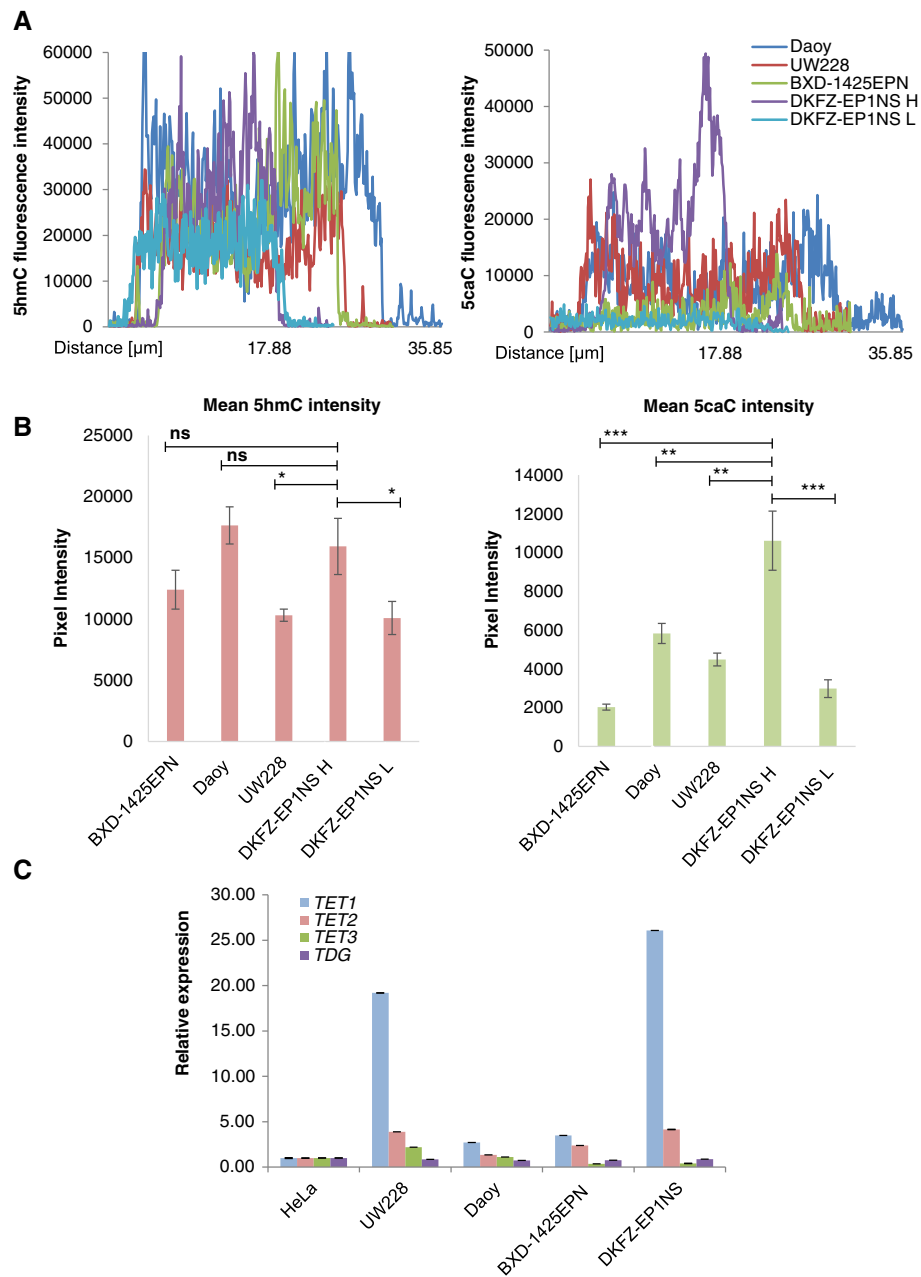 A
5hmC fluorescence intensity
60000
50000
40000
30000
20000
10000
0
Distance [µm]
17.88
35.85
5caC fluorescence intensity
50000
40000
30000
20000
10000
0
Distance [µm]
17.88
35.85
Daoy
UW228
BXD-1425EPN
DKFZ-EP1NS H
DKFZ-EP1NS L
B
Mean 5hmC intensity
Pixel Intensity
25000
20000
15000
10000
5000
0
ns
ns
*
*
BXD-1425EPN
Daoy
UW228
DKFZ-EP1NS H
DKFZ-EP1NS L
Mean 5caC intensity
Pixel Intensity
14000
12000
10000
8000
6000
4000
2000
0
***
**
**
***
BXD-1425EPN
Daoy
UW228
DKFZ-EP1NS H
DKFZ-EP1NS L
C
Relative expression
30.00
25.00
20.00
15.00
10.00
5.00
0.00
TET1
TET2
TET3
TDG
HeLa
UW228
Daoy
BXD-1425EPN
DKFZ-EP1NS